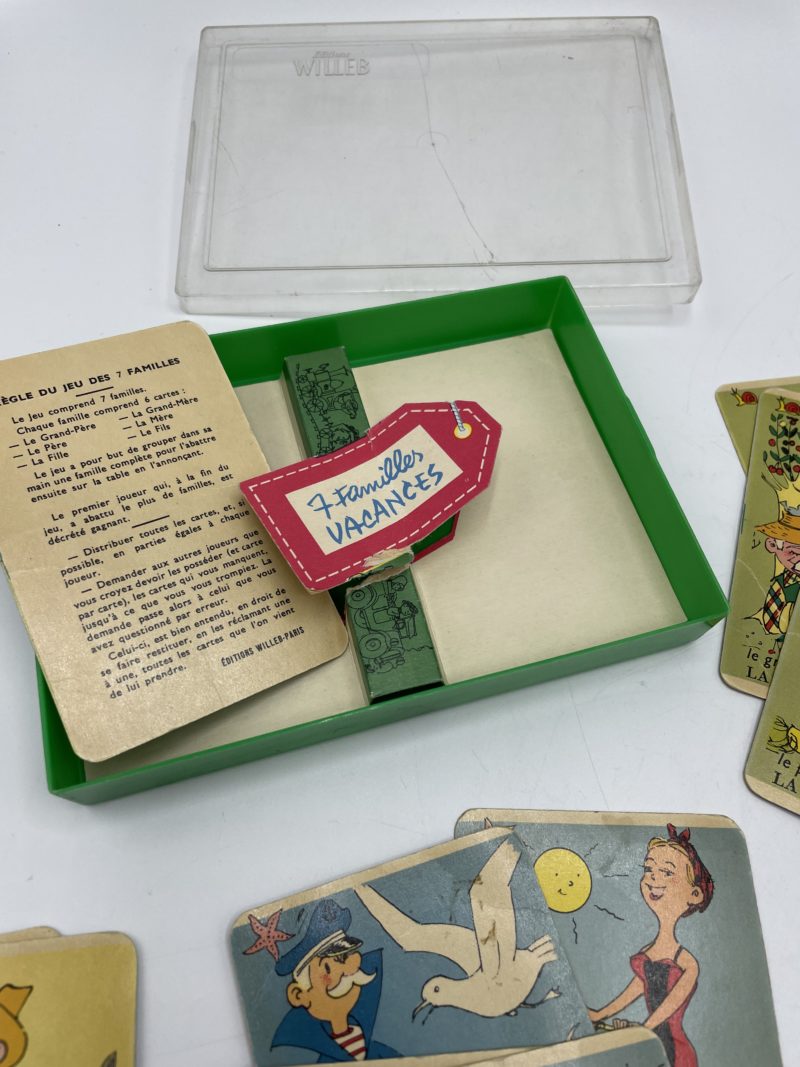 Éditions
WILLEB
RÈGLE DU JEU DES 7 FAMILLES
Le jeu comprend 7 familles.
Chaque famille comprend 6 cartes :
— Le Grand-Père — La Grand-Mère
— Le Père — La Mère
— La Fille — Le Fils
Le jeu a pour but de grouper dans sa
main une famille complète pour l'abattre
ensuite sur la table en l'annonçant.
Le premier joueur qui, à la fin du
jeu, a abattu le plus de familles, est
décrété gagnant.
— Distribuer toutes les cartes, et, si
possible, en parties égales à chaque
joueur.
— Demander aux autres joueurs que
vous croyez devoir les posséder (et carte
par carte), les cartes qui vous manquent,
jusqu'à ce que vous vous trompiez. La
demande passe alors à celui que vous
avez questionné par erreur.
Celui-ci, est bien entendu, en droit de
se faire restituer, en les réclamant une
à une, toutes les cartes que l'on vient
de lui prendre.
ÉDITIONS WILLEB-PARIS
7 Familles
VACANCES
le
LA
le
LA